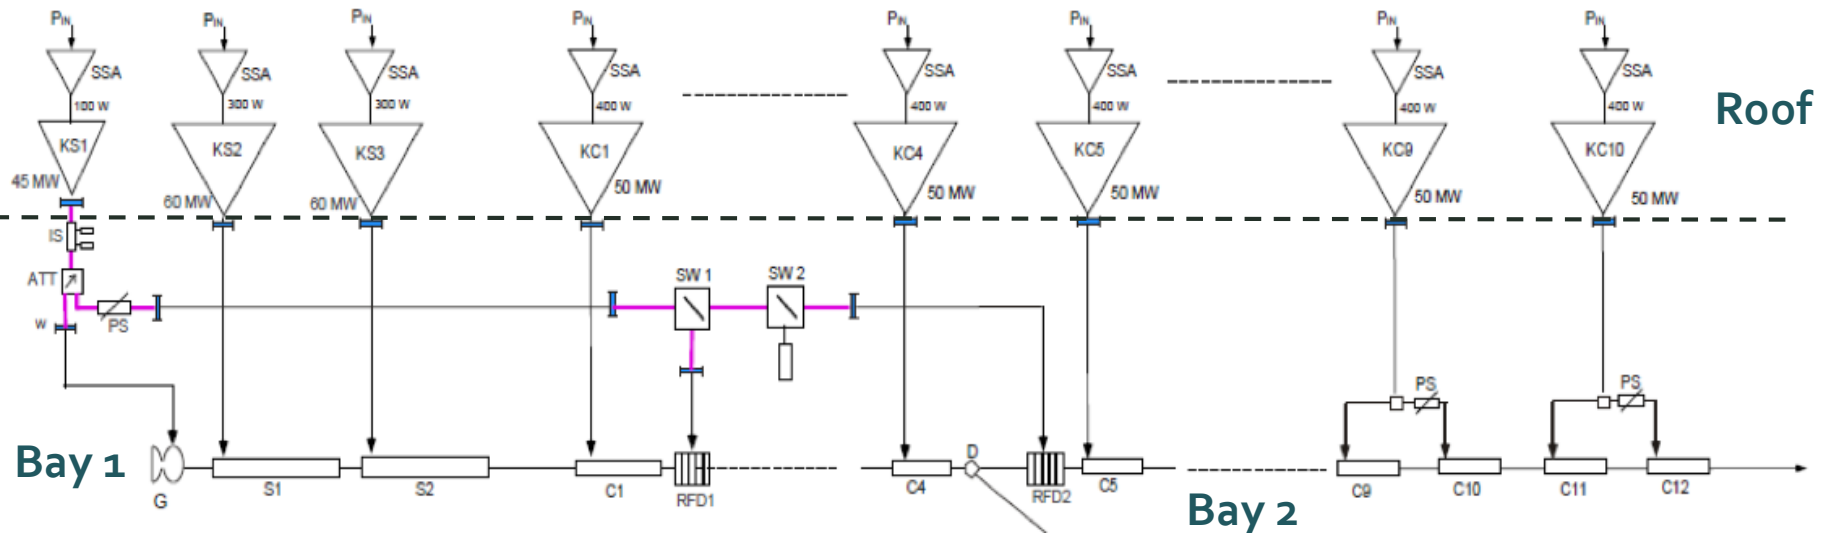 PIN PIN PIN PIN PIN PIN PIN PIN
SSA SSA SSA SSA SSA SSA SSA SSA
100 W 300 W 300 W 400 W 400 W 400 W 400 W 400 W
Roof
KS1 KS2 KS3 KC1 KC4 KC5 KC9 KC10
45 MW 60 MW 60 MW 50 MW 50 MW 50 MW 50 MW 50 MW
IS
ATT SW 1 SW 2
W PS
PS PS
Bay 1 D
G S1 S2 C1 RFD1 C4 RFD2 C5 C9 C10 C11 C12
Bay 2